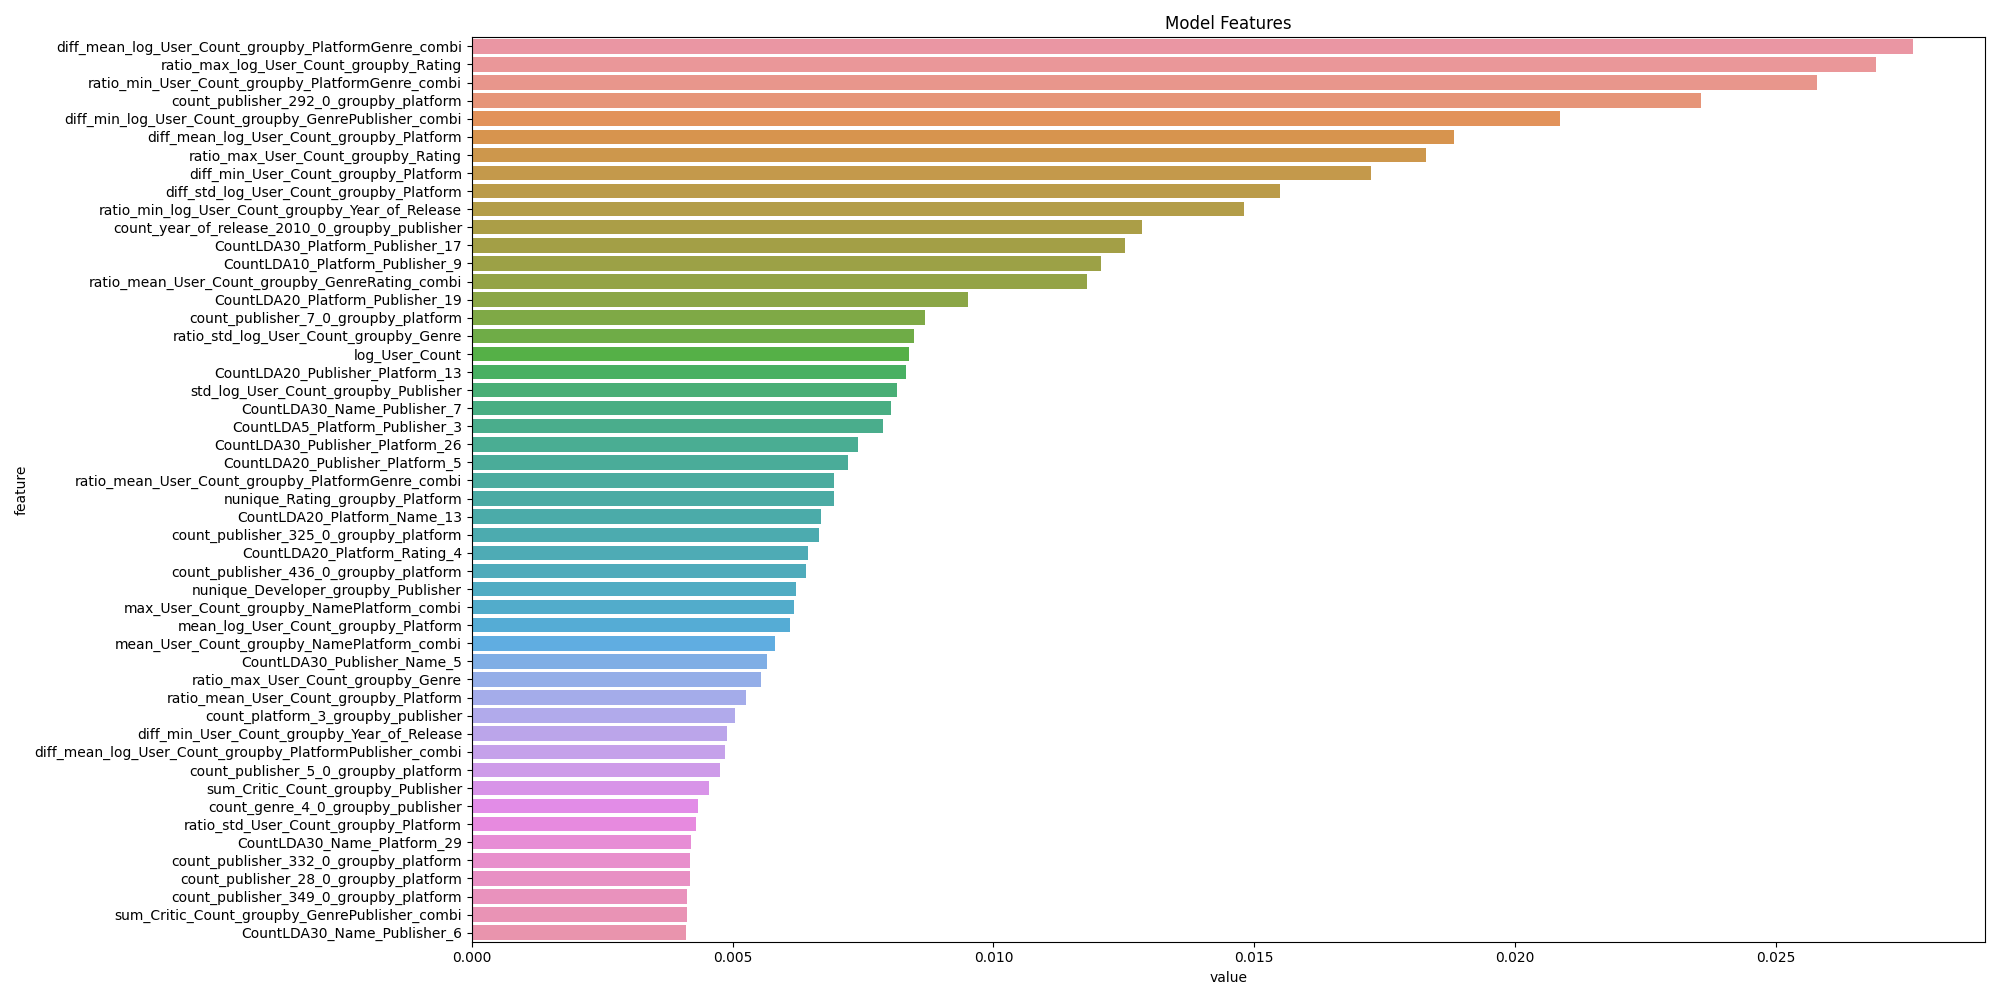 Model Features
diff_mean_log_User_Count_groupby_PlatformGenre_combi
ratio_max_log_User_Count_groupby_Rating
ratio_min_User_Count_groupby_PlatformGenre_combi
count_publisher_292_0_groupby_platform
diff_min_log_User_Count_groupby_GenrePublisher_combi
diff_mean_log_User_Count_groupby_Platform
ratio_max_User_Count_groupby_Rating
diff_min_User_Count_groupby_Platform
diff_std_log_User_Count_groupby_Platform
ratio_min_log_User_Count_groupby_Year_of_Release
count_year_of_release_2010_0_groupby_publisher
CountLDA30_Platform_Publisher_17
CountLDA10_Platform_Publisher_9
ratio_mean_User_Count_groupby_GenreRating_combi
CountLDA20_Platform_Publisher_19
count_publisher_7_0_groupby_platform
ratio_std_log_User_Count_groupby_Genre
log_User_Count
CountLDA20_Publisher_Platform_13
std_log_User_Count_groupby_Publisher
CountLDA30_Name_Publisher_7
CountLDA5_Platform_Publisher_3
CountLDA30_Publisher_Platform_26
CountLDA20_Publisher_Platform_5
ratio_mean_User_Count_groupby_PlatformGenre_combi
nunique_Rating_groupby_Platform
CountLDA20_Platform_Name_13
count_publisher_325_0_groupby_platform
CountLDA20_Platform_Rating_4
count_publisher_436_0_groupby_platform
nunique_Developer_groupby_Publisher
max_User_Count_groupby_NamePlatform_combi
mean_log_User_Count_groupby_Platform
mean_User_Count_groupby_NamePlatform_combi
CountLDA30_Publisher_Name_5
ratio_max_User_Count_groupby_Genre
ratio_mean_User_Count_groupby_Platform
count_platform_3_groupby_publisher
diff_min_User_Count_groupby_Year_of_Release
diff_mean_log_User_Count_groupby_PlatformPublisher_combi
count_publisher_5_0_groupby_platform
sum_Critic_Count_groupby_Publisher
count_genre_4_0_groupby_publisher
ratio_std_User_Count_groupby_Platform
CountLDA30_Name_Platform_29
count_publisher_332_0_groupby_platform
count_publisher_28_0_groupby_platform
count_publisher_349_0_groupby_platform
sum_Critic_Count_groupby_GenrePublisher_combi
CountLDA30_Name_Publisher_6
feature
0.000 0.005 0.010 0.015 0.020 0.025
value